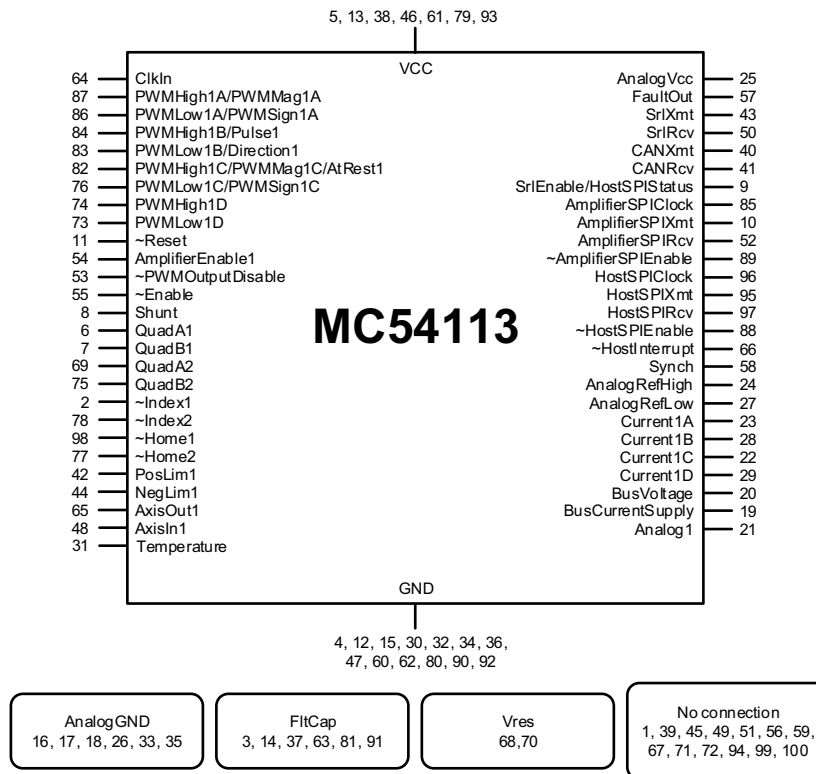 5, 13, 38, 46, 61, 79, 93
VCC
64 ClkIn
87 PWMHigh1A/PWMMag1A
86 PWMLow1A/PWMSign1A
84 PWMHigh1B/Pulse1
83 PWMLow1B/Direction1
82 PWMHigh1C/PWMMag1C/AtRest1
76 PWMLow1C/PWMSign1C
74 PWMHigh1D
73 PWMLow1D
11 ~Reset
54 AmplifierEnable1
53 ~PWMOutputDisable
55 ~Enable
8 Shunt
6 QuadA1
7 QuadB1
69 QuadA2
75 QuadB2
2 ~Index1
78 ~Index2
98 ~Home1
77 ~Home2
42 PosLim1
44 NegLim1
65 AxisOut1
48 AxisIn1
31 Temperature
MC54113
AnalogVcc 25
FaultOut 57
SrlXmt 43
SrlRcv 50
CANXmt 40
CANRcv 41
SrlEnable/HostSPIStatus 9
AmplifierSPIClock 85
AmplifierSPIXmt 10
AmplifierSPIRcv 52
~AmplifierSPIEnable 89
HostSPIClock 96
HostSPIXmt 95
HostSPIRcv 97
~HostSPIEnable 88
~HostInterrupt 66
Synch 58
AnalogRefHigh 24
AnalogRefLow 27
Current1A 23
Current1B 28
Current1C 22
Current1D 29
BusVoltage 20
BusCurrentSupply 19
Analog1 21
GND
4, 12, 15, 30, 32, 34, 36,
47, 60, 62, 80, 90, 92
AnalogGND
16, 17, 18, 26, 33, 35
FltCap
3, 14, 37, 63, 81, 91
Vres
68,70
No connection
1, 39, 45, 49, 51, 56, 59,
67, 71, 72, 94, 99, 100